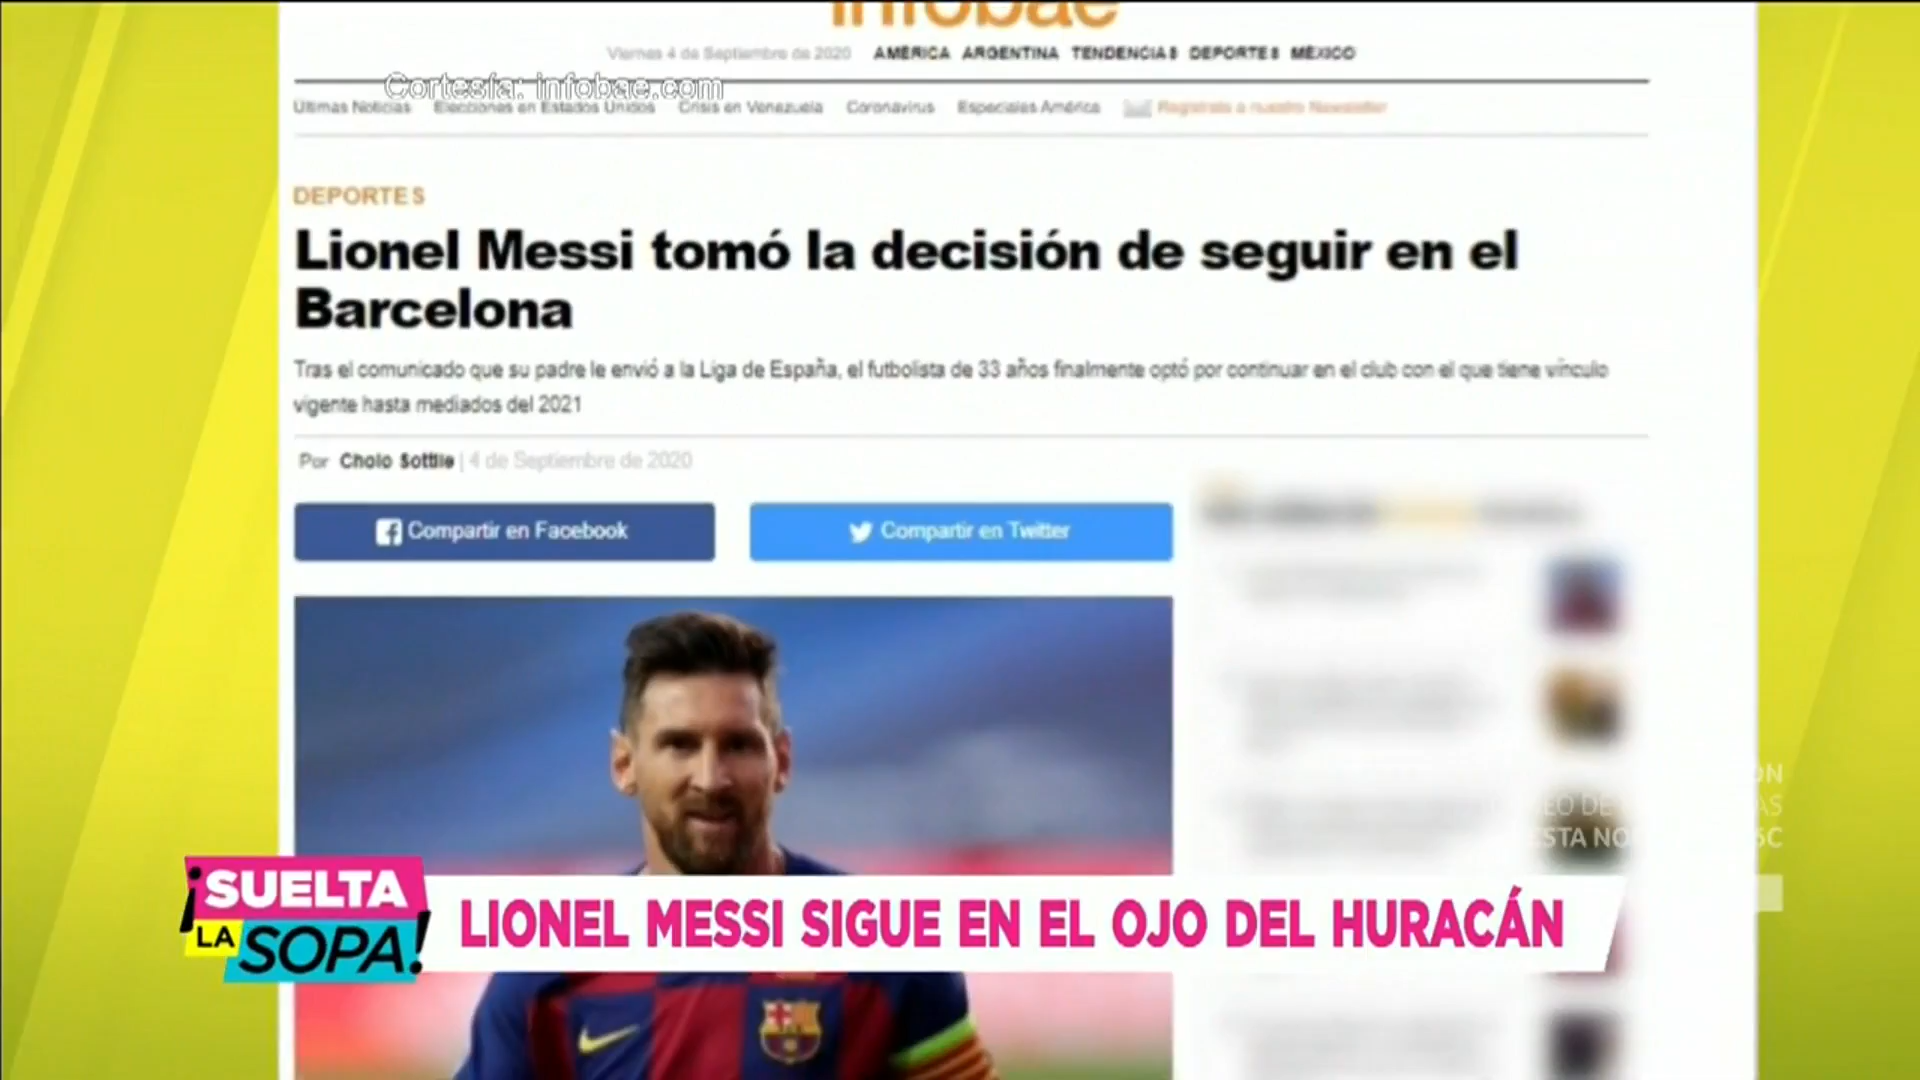 infobae
Viernes 4 de Septiembre de 2020 AMÉRICA ARGENTINA TENDENCIAS DEPORTES MÉXICO
Cortesía: infobae.com
Últimas Noticias Elecciones en Estados Unidos Crisis en Venezuela Coronavirus Especiales América Regístrate a nuestro Newsletter
DEPORTES
Lionel Messi tomó la decisión de seguir en el
Barcelona
Tras el comunicado que su padre le envió a la Liga de España, el futbolista de 33 años finalmente optó por continuar en el club con el que tiene vínculo
vigente hasta mediados del 2021
Por Cholo Sottile | 4 de Septiembre de 2020
Compartir en Facebook Compartir en Twitter
¡SUELTA
LA SOPA!
LIONEL MESSI SIGUE EN EL OJO DEL HURACÁN